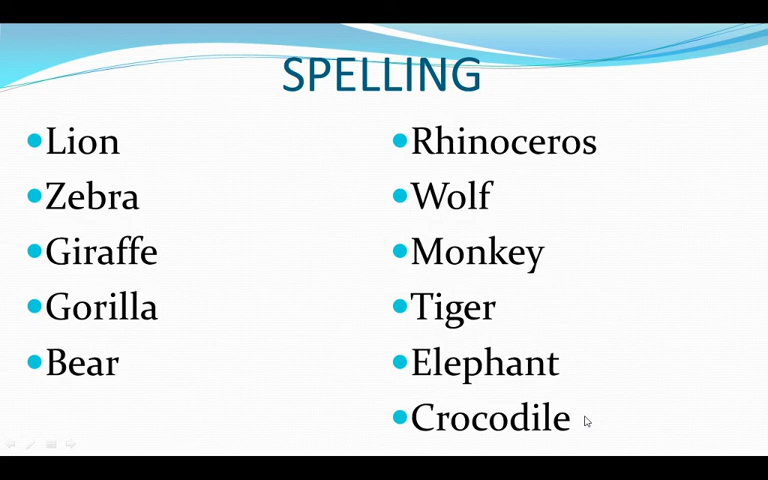 SPELLING
Lion
Zebra
Giraffe
Gorilla
Bear
Rhinoceros
Wolf
Monkey
Tiger
Elephant
Crocodile